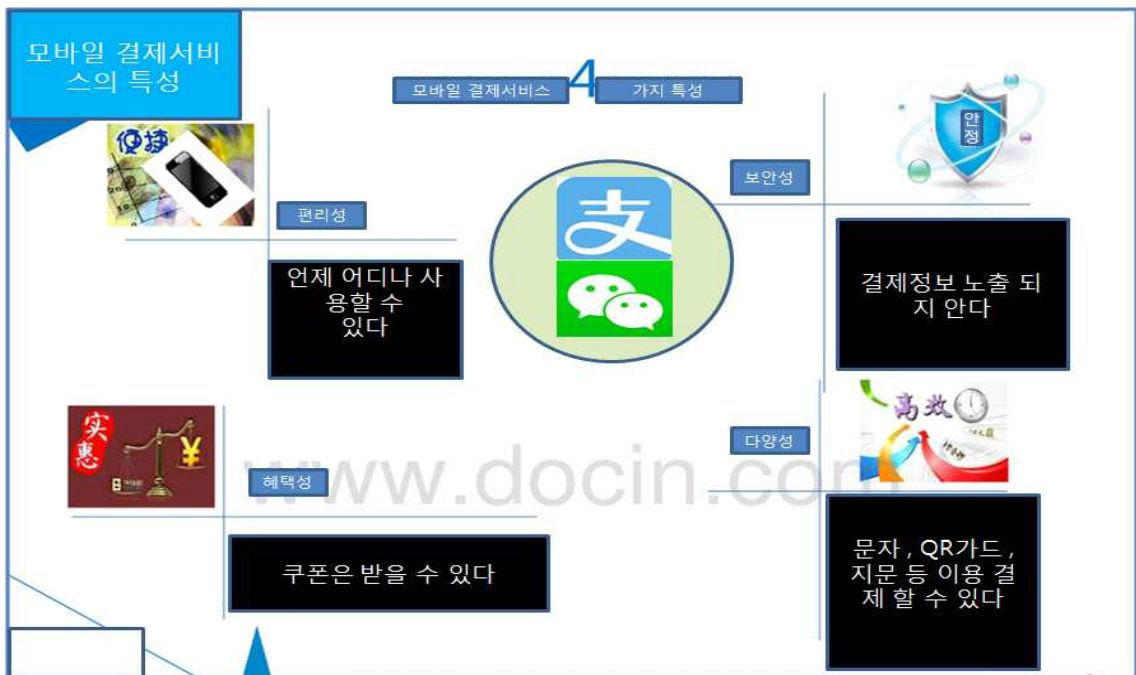 모바일 결제서비
스의 특성
모바일 결제서비스 4 가지 특성
便捷
편리성
언제 어디나 사
용할 수
있다
안
정
보안성
결제정보 노출 되
지 안다
实
惠
¥
혜택성
쿠폰은 받을 수 있다
高效
다양성
문자 , QR가드 ,
지문 등 이용 결
제 할 수 있다
支
www.docin.com